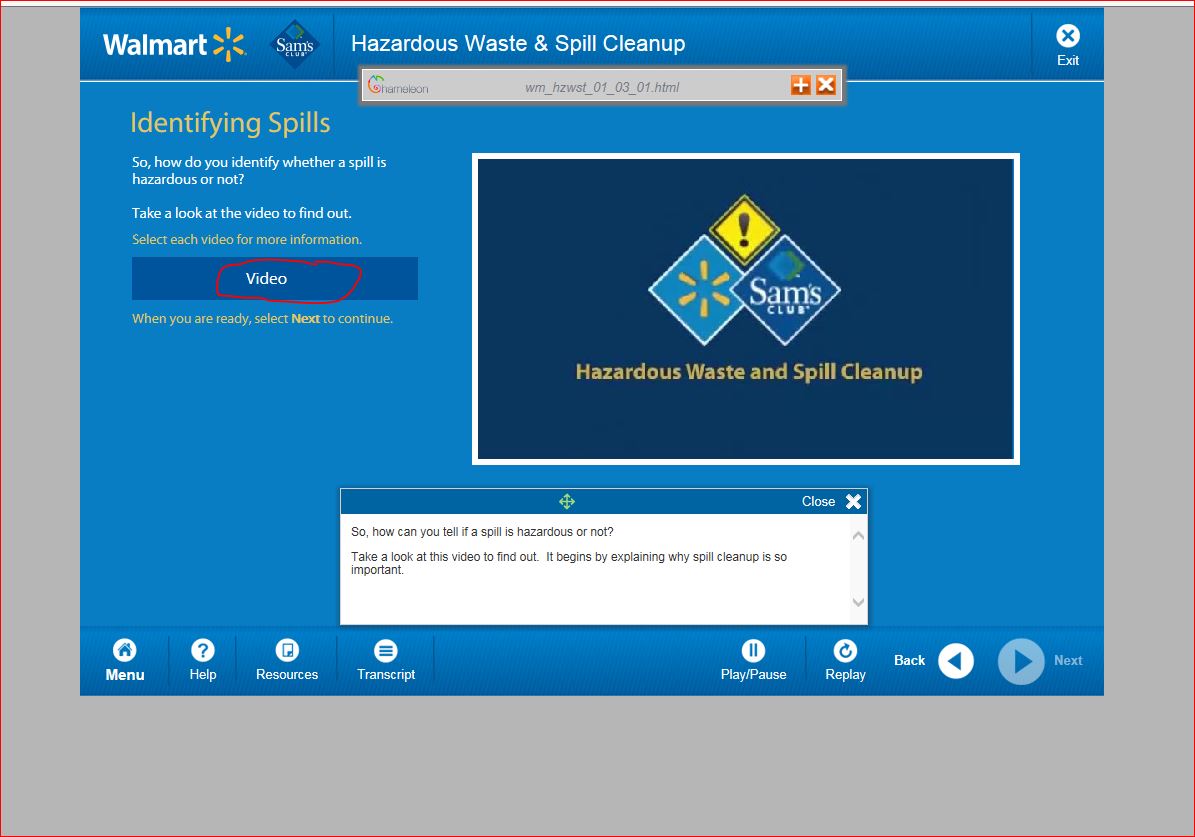 Walmart
Sam's
CLUB
Hazardous Waste & Spill Cleanup
Exit
Chameleon
wm_hzwst_01_03_01.html
Identifying Spills
So, how do you identify whether a spill is
hazardous or not?
Take a look at the video to find out.
Select each video for more information.
Video
When you are ready, select Next to continue.
Sam's
CLUB
Hazardous Waste and Spill Cleanup
Close
So, how can you tell if a spill is hazardous or not?
Take a look at this video to find out. It begins by explaining why spill cleanup is so
important.
Menu
Help
Resources
Transcript
Play/Pause
Replay
Back
Next